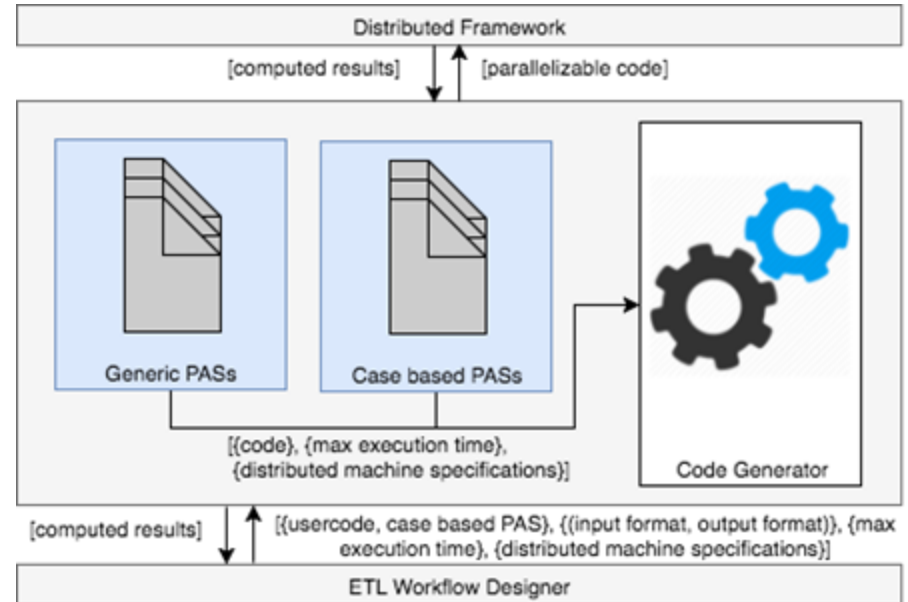 Distributed Framework
[computed results]
[parallelizable code]
Generic PASs
Case based PASs
[{code}, {max execution time},
{distributed machine specifications}]
Code Generator
[computed results]
[{usercode, case based PAS}, {(input format, output format)}, {max
execution time}, {distributed machine specifications}]
ETL Workflow Designer